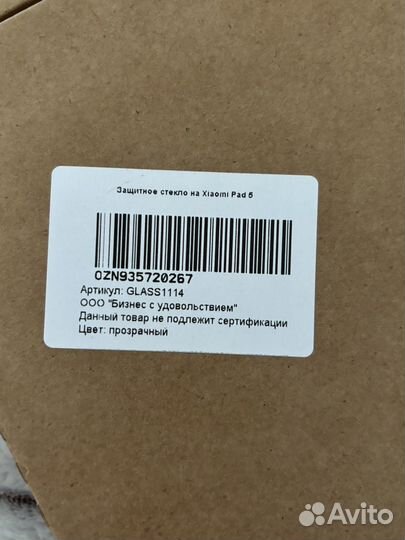 Защитное стекло на Xiaomi Pad 5
OZN935720267
Артикул: GLASS1114
ООО "Бизнес с удовольствием"
Данный товар не подлежит сертификации
Цвет: прозрачный
Avito